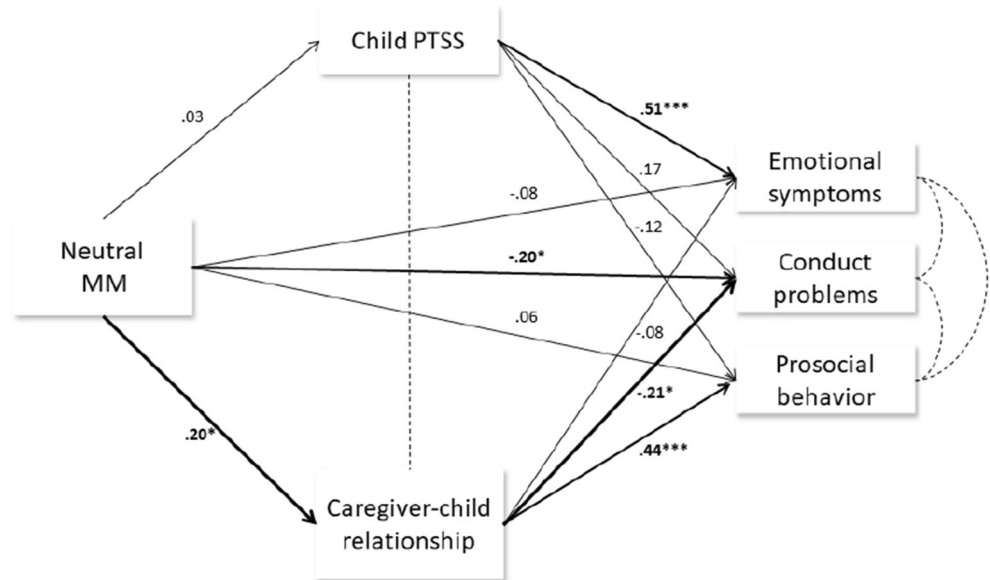 Child PTSS
.03
.51***
Emotional
symptoms
.17
-.08
-.12
Neutral
MM
-.20*
Conduct
problems
.06
-.08
Prosocial
behavior
-.21*
.20*
.44***
Caregiver-child
relationship